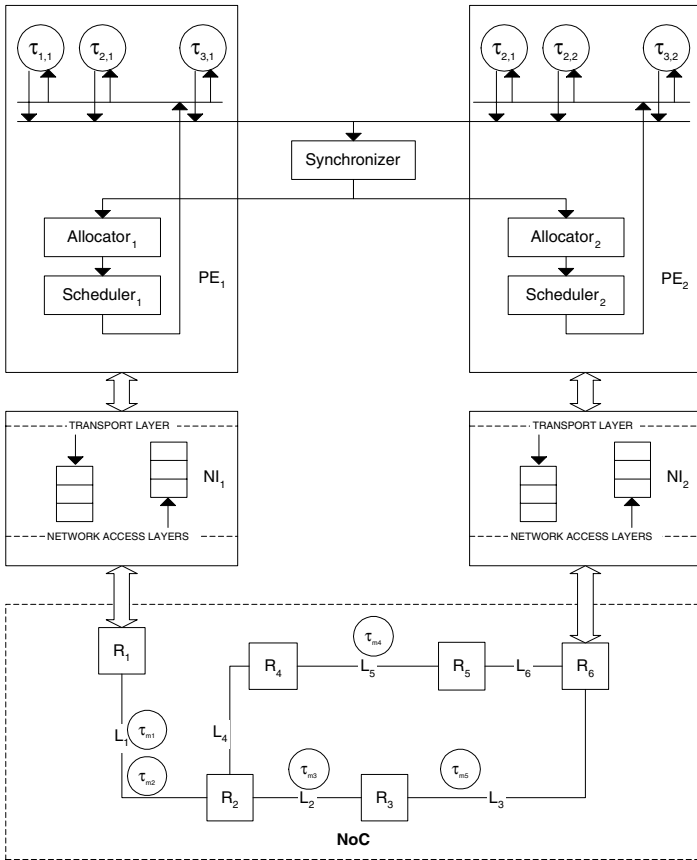 τ1,1 τ2,1 τ3,1
τ2,1 τ2,2 τ3,2
Synchronizer
Allocator1
Scheduler1
PE1
Allocator2
Scheduler2
PE2
TRANSPORT LAYER
NI1
NETWORK ACCESS LAYERS
TRANSPORT LAYER
NI2
NETWORK ACCESS LAYERS
R1
R4
τm4
L5
R5
L6
R6
L1
τm1
τm2
L4
R2
τm3
L2
R3
τm5
L3
NoC